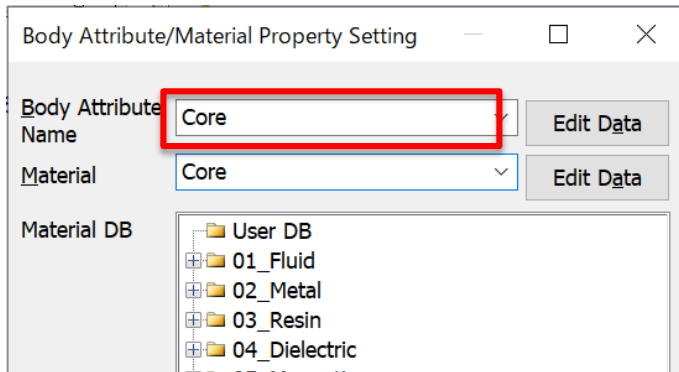 Body Attribute/Material Property Setting
Body Attribute Name Core Edit Data
Material Core Edit Data
Material DB
User DB
01_Fluid
02_Metal
03_Resin
04_Dielectric